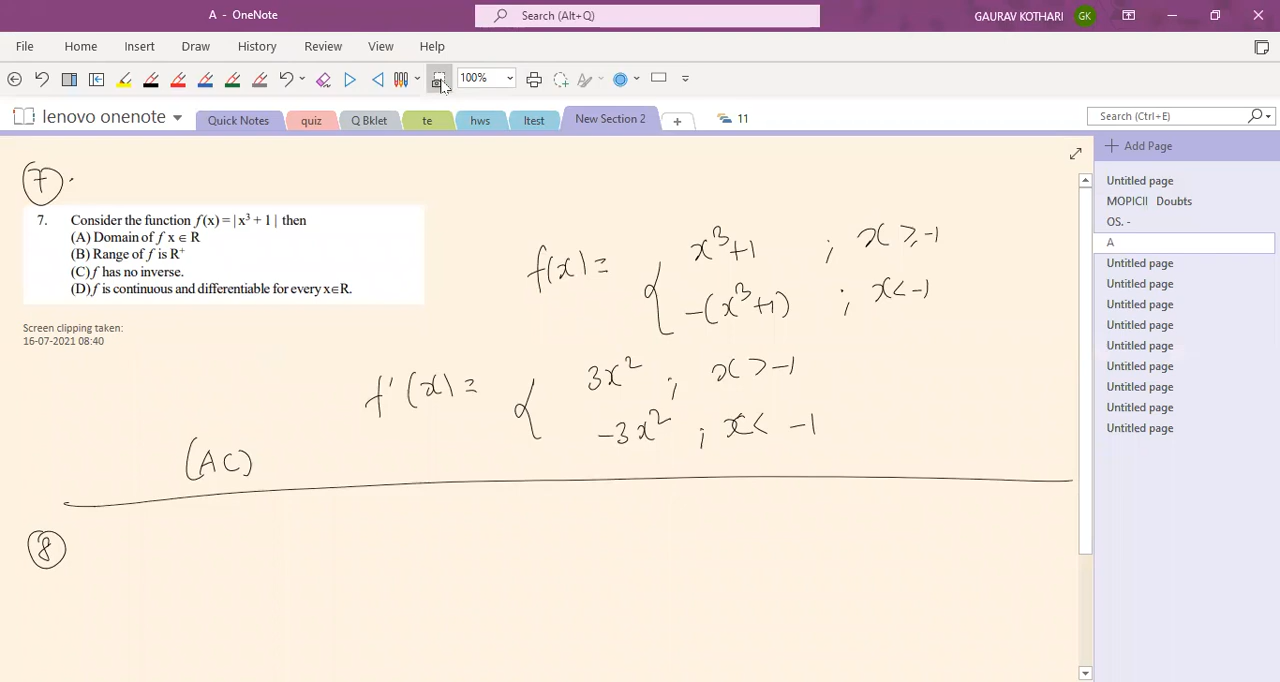 A - OneNote
Search (Alt+Q)
GAURAV KOTHARI
GK
File Home Insert Draw History Review View Help
100%
lenovo onenote
Quick Notes quiz Q Bklet te hws ltest New Section 2 + 11
Search (Ctrl+E)
Add Page
Untitled page
MOPICII Doubts
OS. -
A
Untitled page
Untitled page
Untitled page
Untitled page
Untitled page
Untitled page
Untitled page
Untitled page
Untitled page
7.
7. Consider the function f(x) = | x³ + 1 | then
(A) Domain of f x ∈ R
(B) Range of f is R⁺
(C) f has no inverse.
(D) f is continuous and differentiable for every x∈R.
Screen clipping taken:
16-07-2021 08:40
f(x) = { x³+1 ; x ≥ -1
-(x³+1) ; x < -1
f'(x) = { 3x² ; x > -1
-3x² ; x < -1
(AC)
8